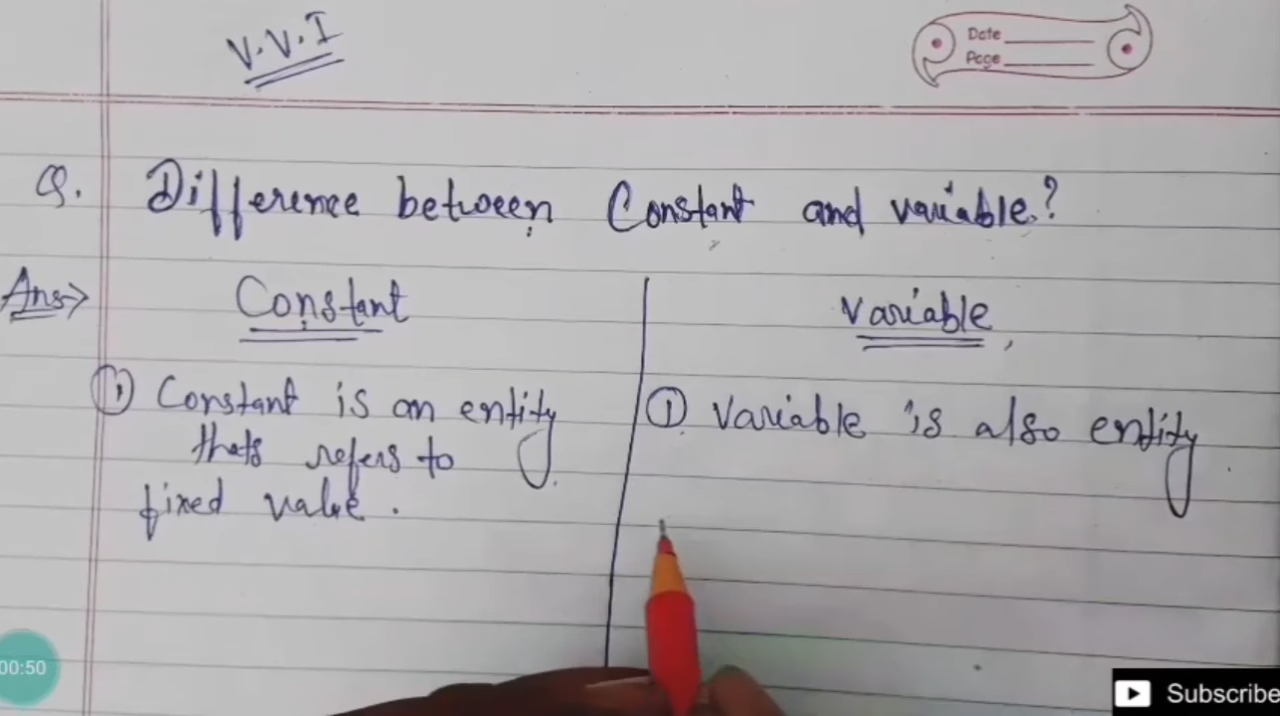 V.V.I
Date
Page
Q. Difference between Constant and variable?
Ans→ Constant
① Constant is an entity
thats refers to
fixed value.
Variable
① Variable is also entity
00:50
Subscribe